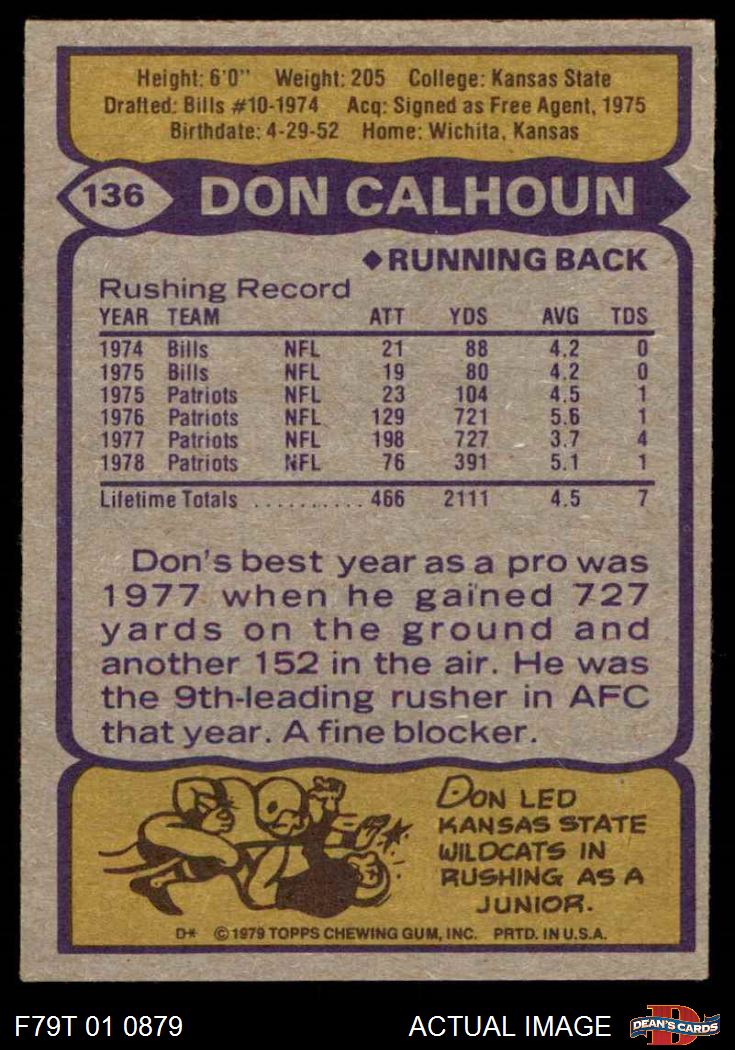 Height: 6'0" Weight: 205 College: Kansas State
Drafted: Bills #10-1974 Acq: Signed as Free Agent, 1975
Birthdate: 4-29-52 Home: Wichita, Kansas
136 DON CALHOUN
◆RUNNING BACK
Rushing Record
YEAR TEAM ATT YDS AVG TDS
1974 Bills NFL 21 88 4.2 0
1975 Bills NFL 19 80 4.2 0
1975 Patriots NFL 23 104 4.5 1
1976 Patriots NFL 129 721 5.6 1
1977 Patriots NFL 198 727 3.7 4
1978 Patriots NFL 76 391 5.1 1
Lifetime Totals ........... 466 2111 4.5 7
Don's best year as a pro was
1977 when he gained 727
yards on the ground and
another 152 in the air. He was
the 9th-leading rusher in AFC
that year. A fine blocker.
DON LED
KANSAS STATE
WILDCATS IN
RUSHING AS A
JUNIOR.
D* ©1979 TOPPS CHEWING GUM, INC. PRTD. IN U.S.A.
F79T 01 0879 ACTUAL IMAGE D DEAN'S CARDS